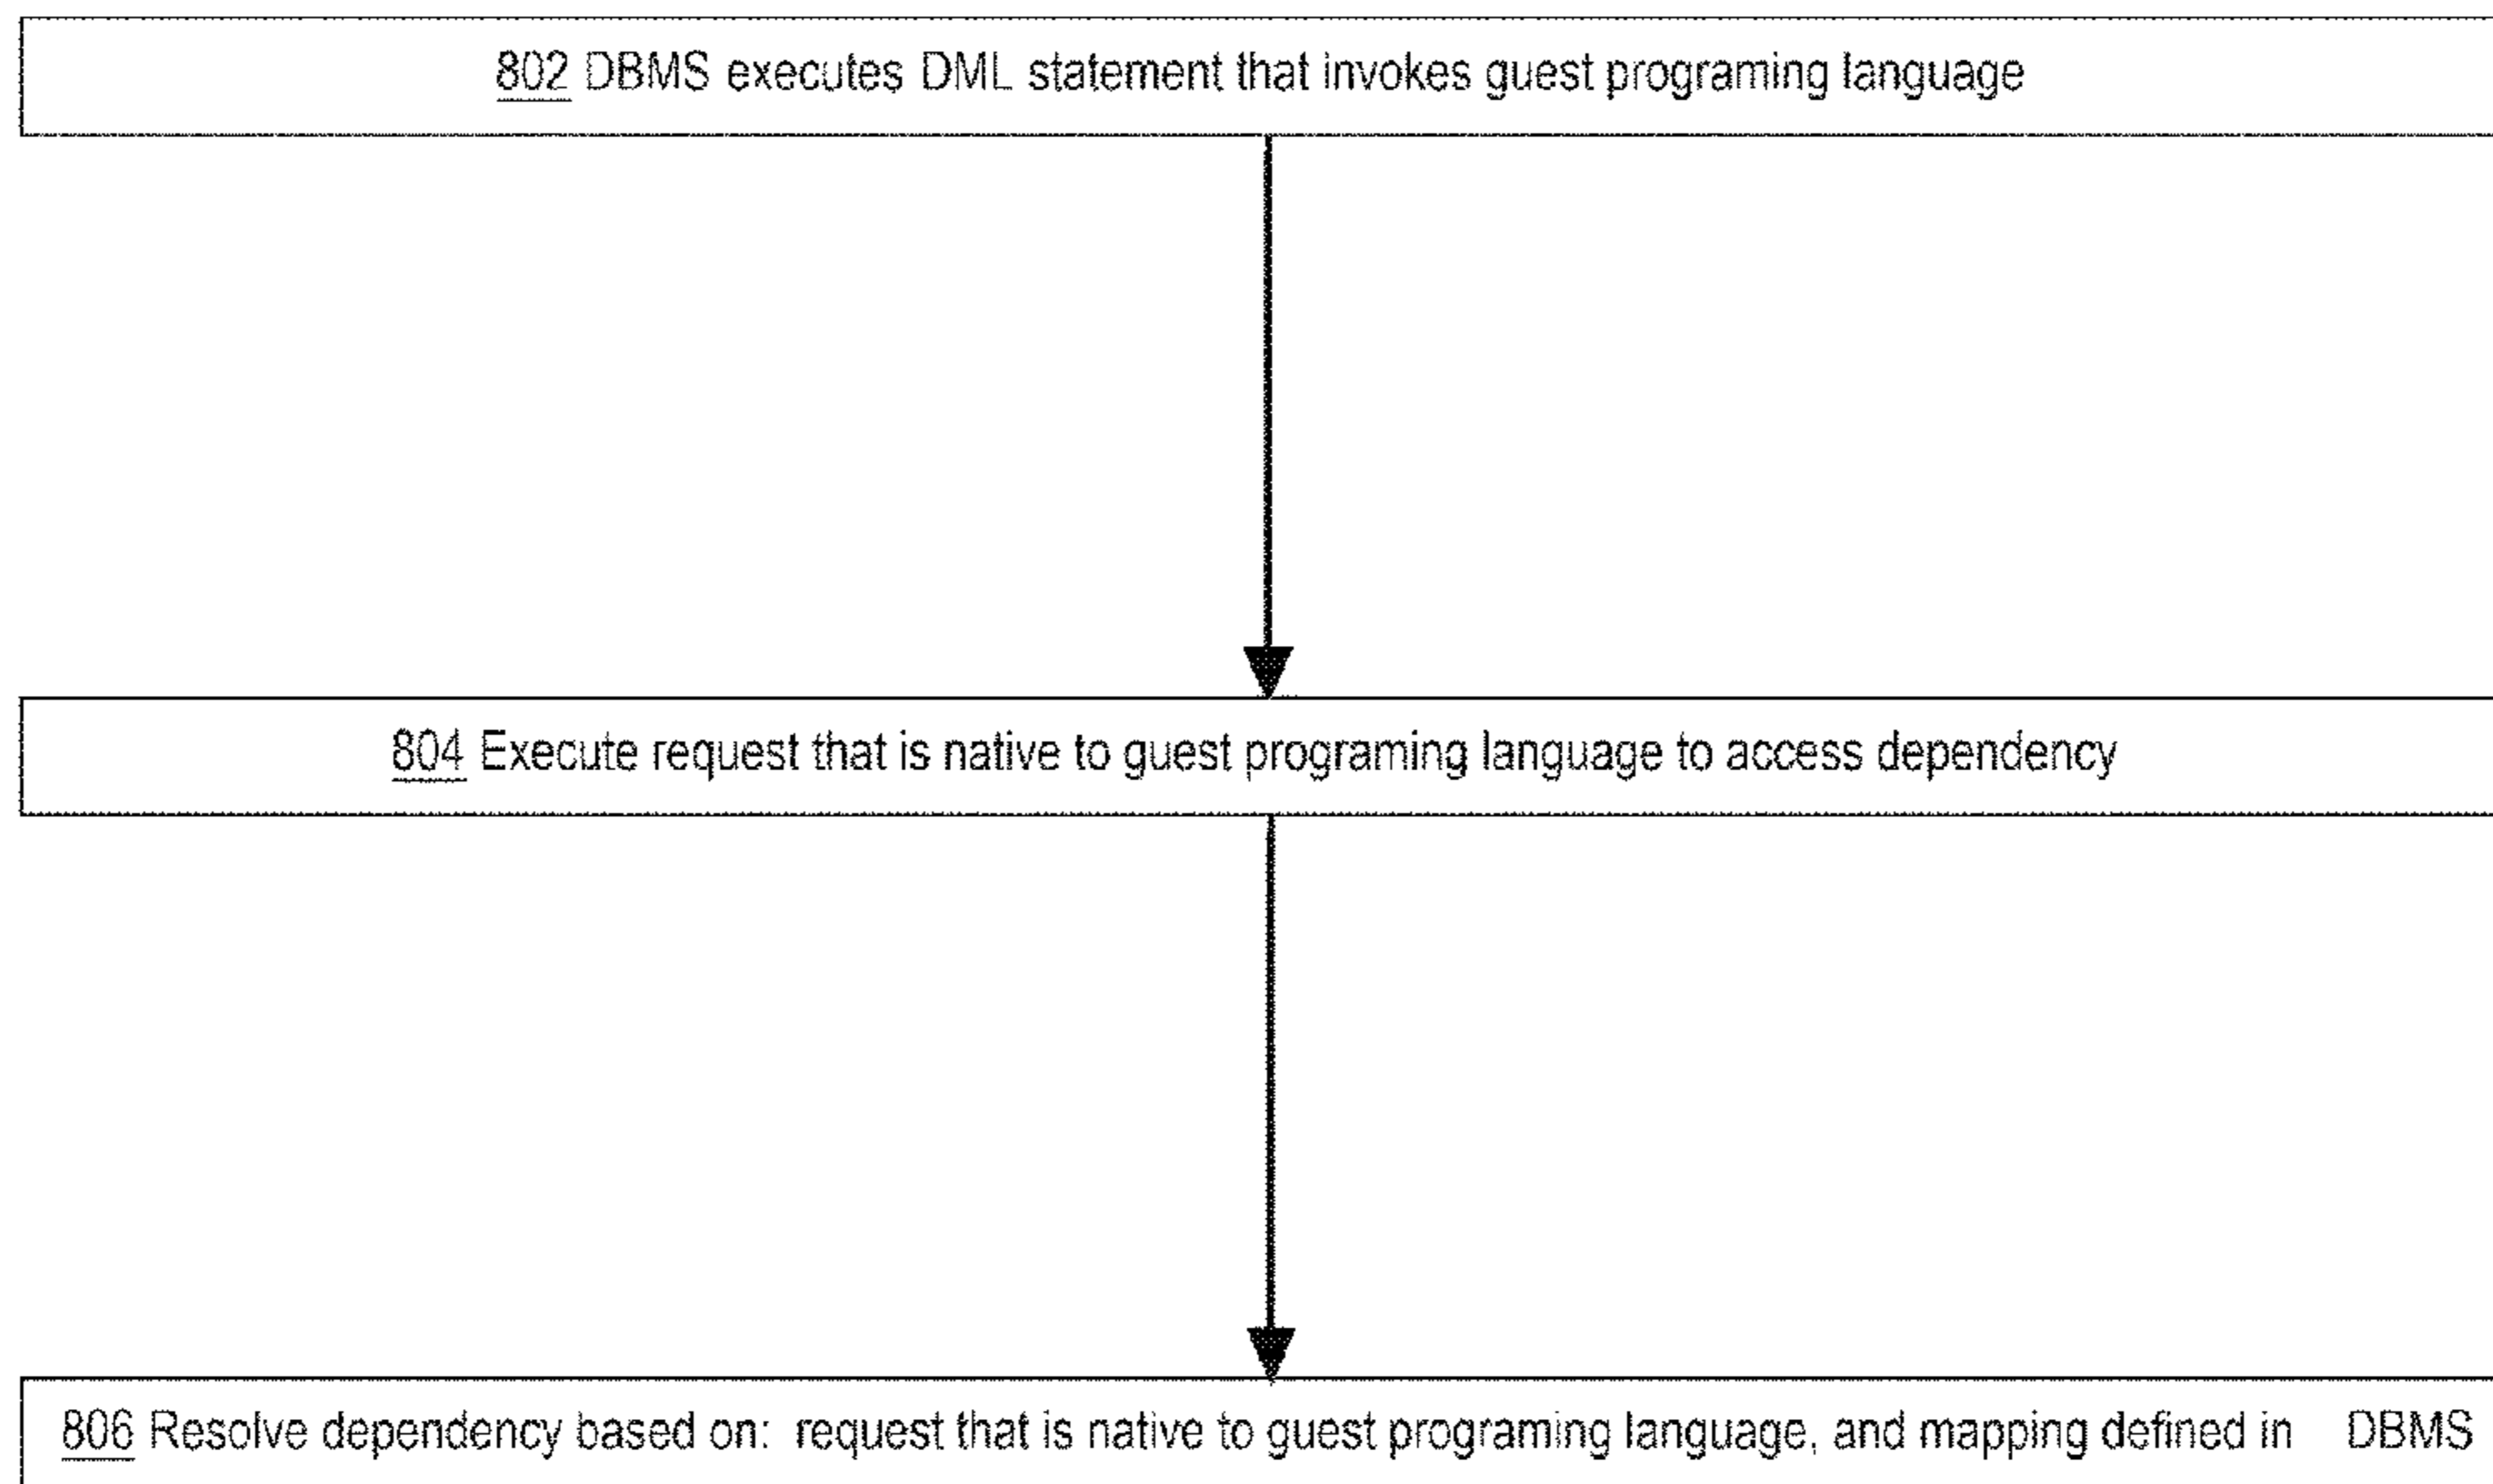 802 DBMS executes DML statement that invokes guest programing language
804 Execute request that is native to guest programing language to access dependency
806 Resolve dependency based on: request that is native to guest programing language, and mapping defined in DBMS